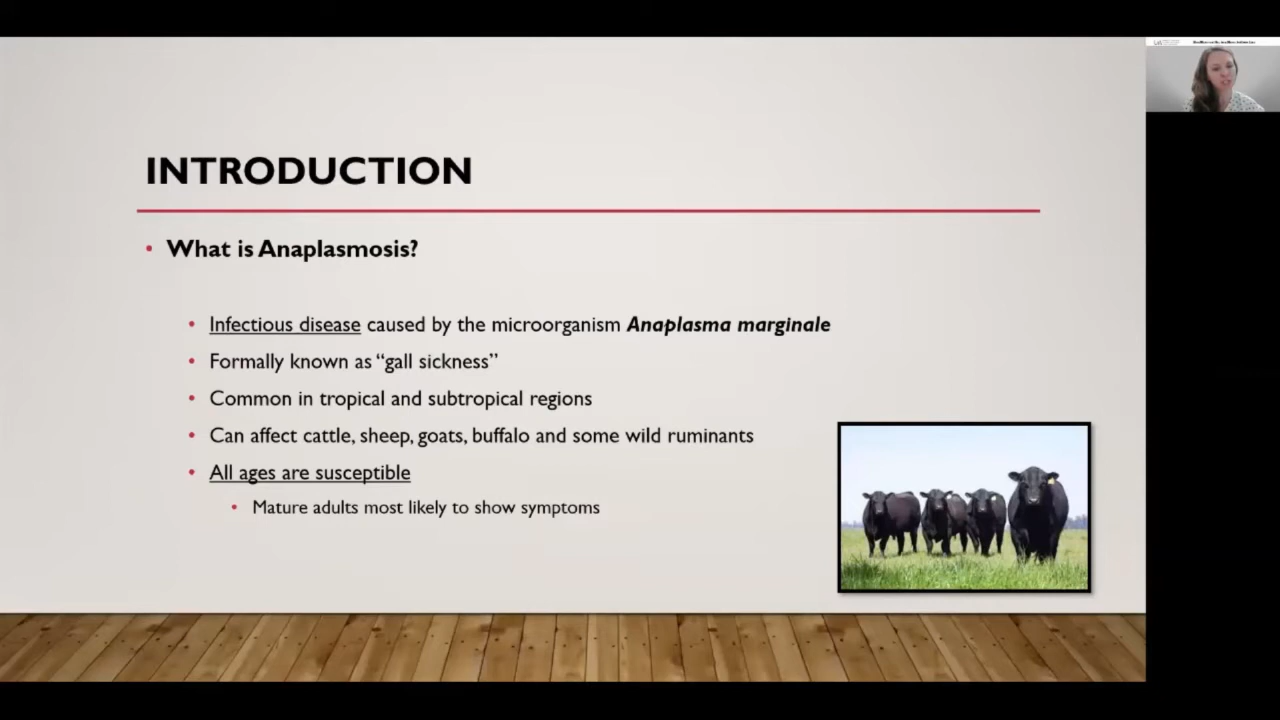 INTRODUCTION
• What is Anaplasmosis?
• Infectious disease caused by the microorganism Anaplasma marginale
• Formally known as “gall sickness”
• Common in tropical and subtropical regions
• Can affect cattle, sheep, goats, buffalo and some wild ruminants
• All ages are susceptible
• Mature adults most likely to show symptoms